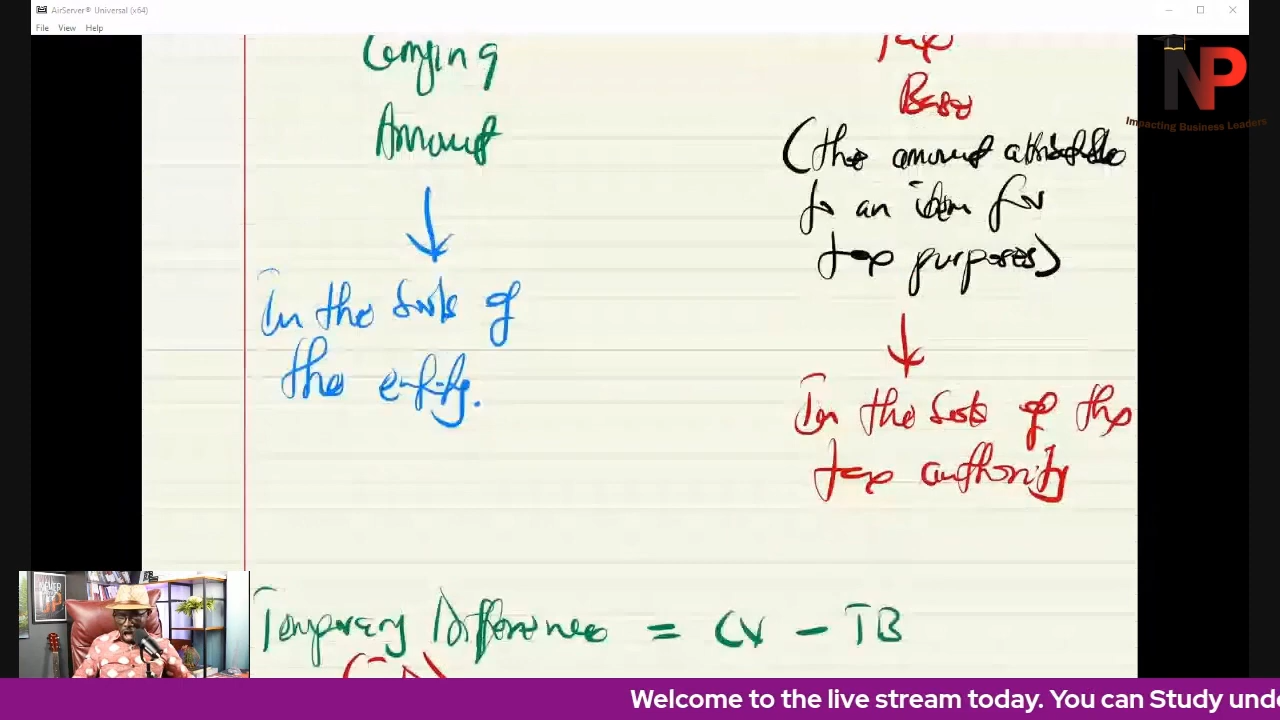 AirServer® Universal (x64)
File View Help
Carrying
Amount
↓
In the books of
the entity.
Tax
Base
(the amount attributable
to an item for
tax purposes)
↓
In the books of the
tax authority
Temporary Difference = CV - TB
NP
Impacting Business Leaders
Welcome to the live stream today. You can Study unde